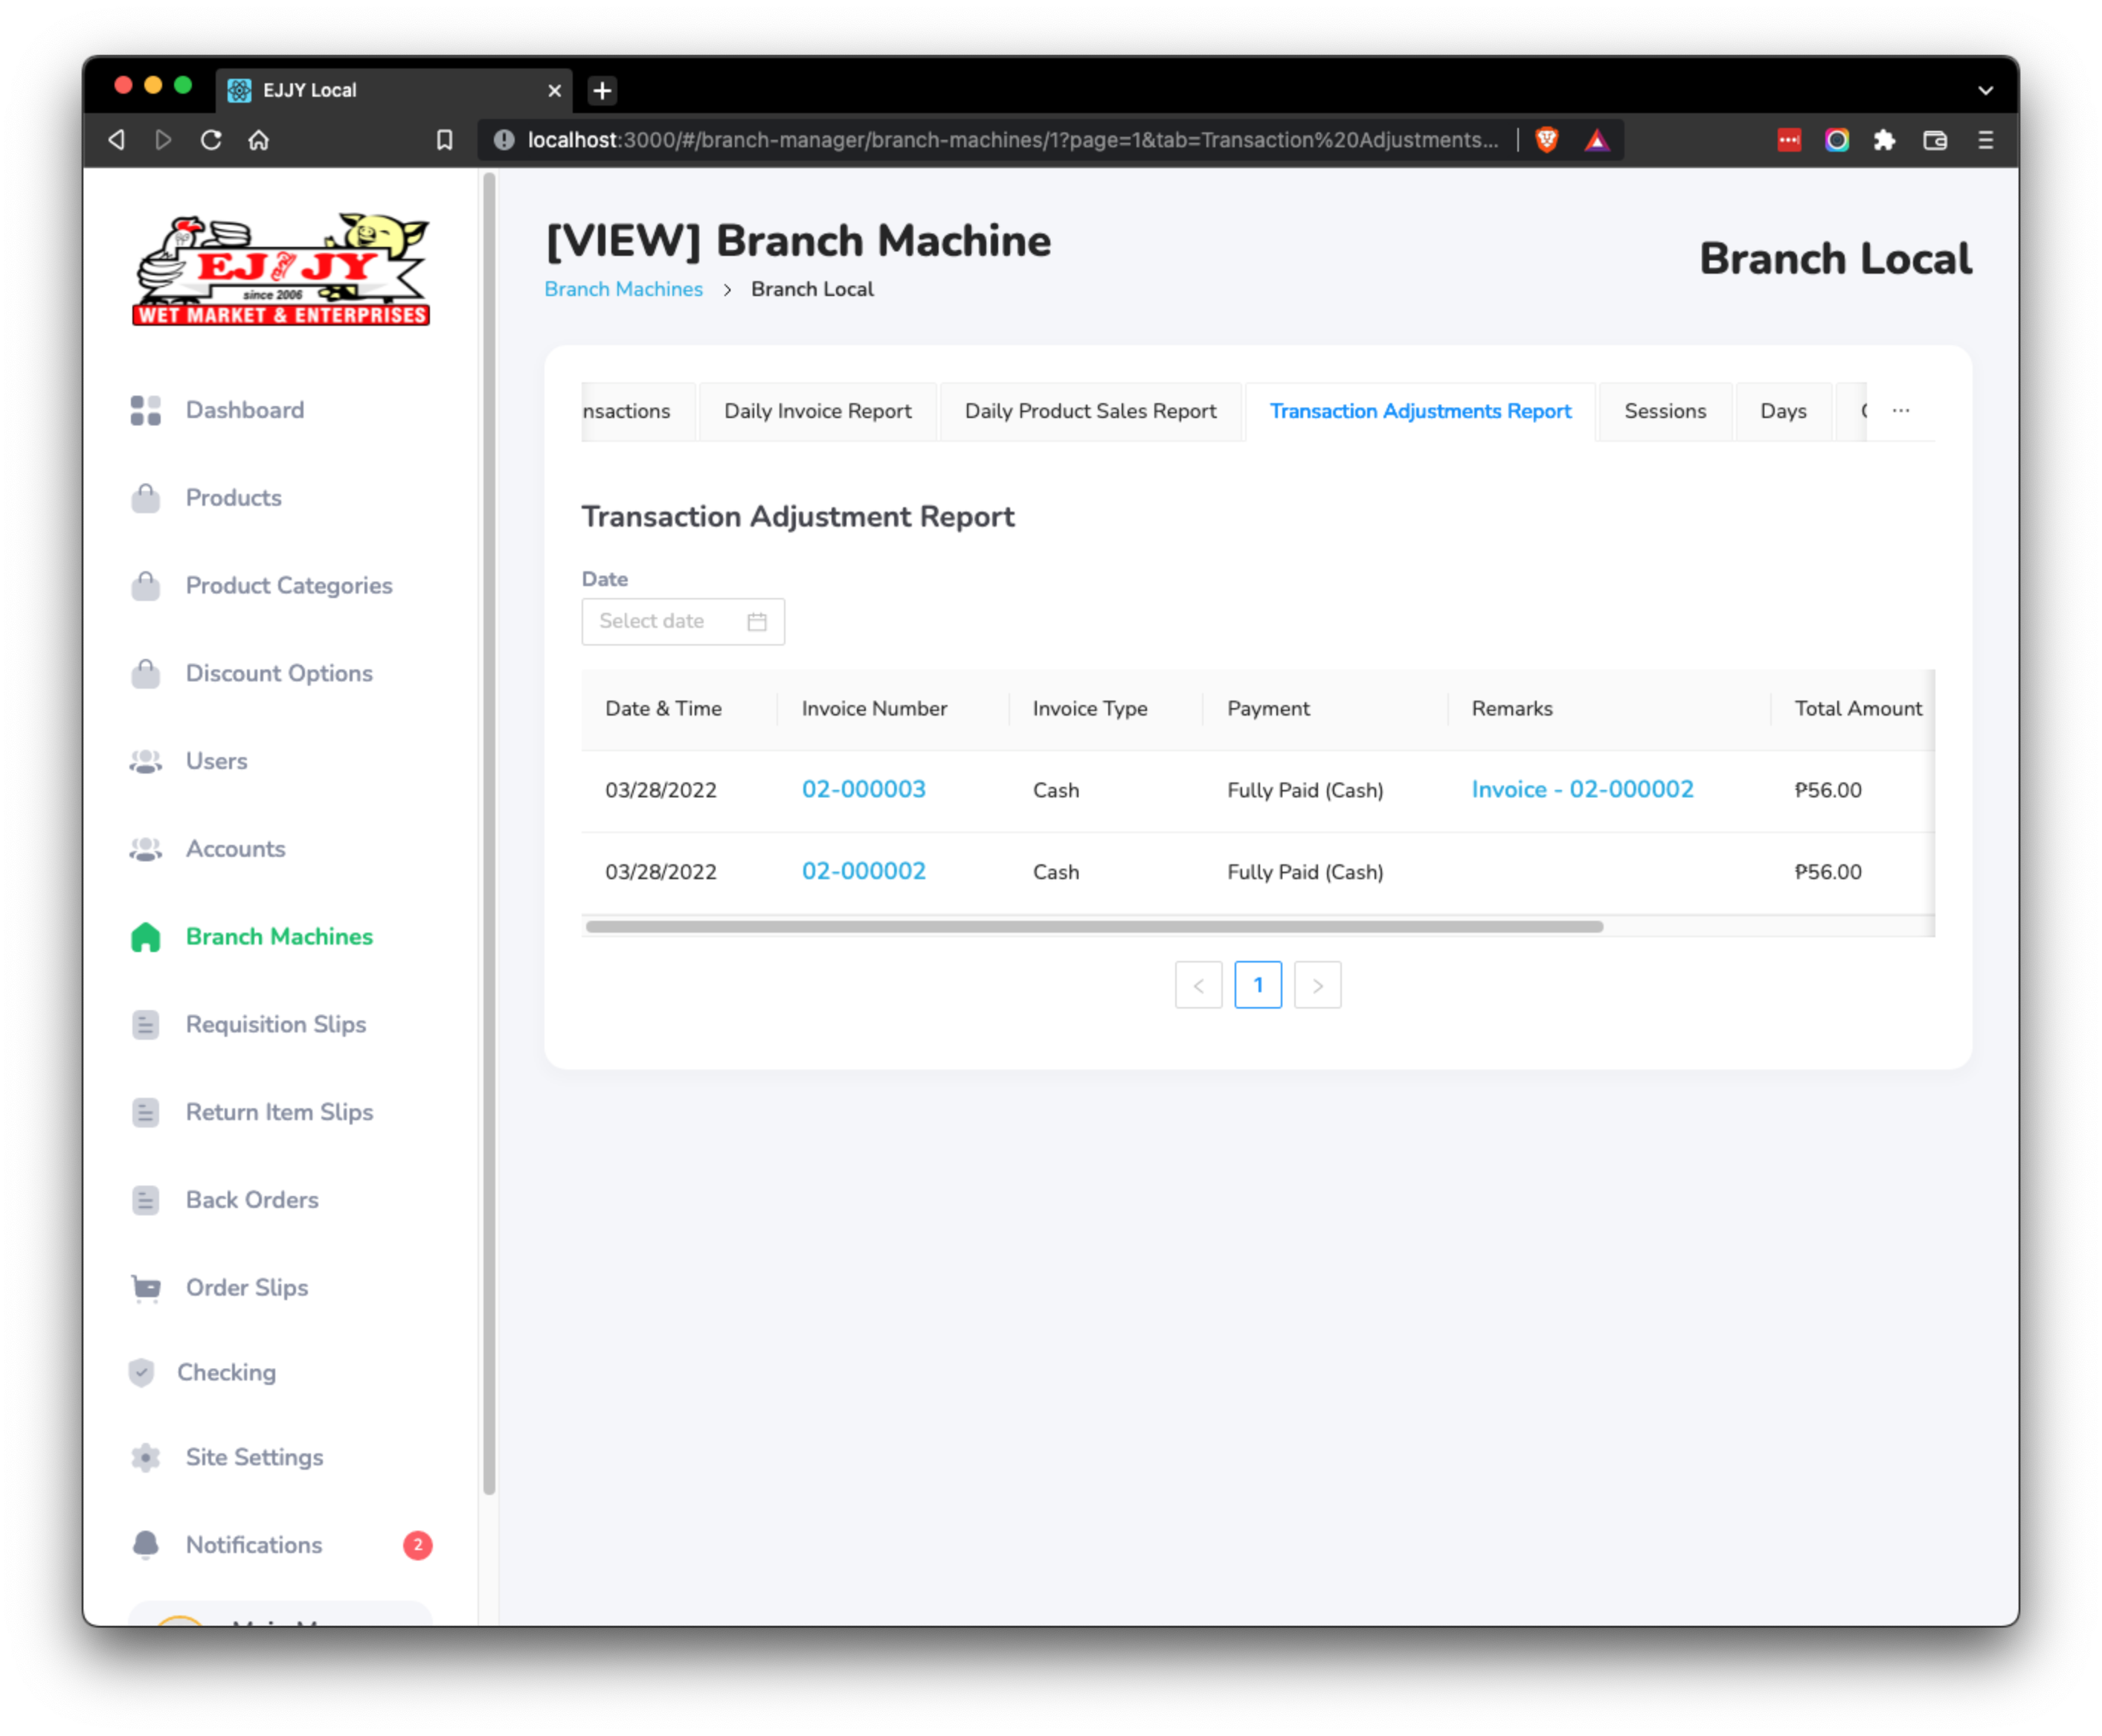 EJJY Local
localhost:3000/#/branch-manager/branch-machines/1?page=1&tab=Transaction%20Adjustments...
EJ and JY
since 2006
WET MARKET & ENTERPRISES
Dashboard
Products
Product Categories
Discount Options
Users
Accounts
Branch Machines
Requisition Slips
Return Item Slips
Back Orders
Order Slips
Checking
Site Settings
Notifications 2
[VIEW] Branch Machine
Branch Machines > Branch Local
Branch Local
nsactions Daily Invoice Report Daily Product Sales Report Transaction Adjustments Report Sessions Days ...
Transaction Adjustment Report
Date
Select date
Date & Time Invoice Number Invoice Type Payment Remarks Total Amount
03/28/2022 02-000003 Cash Fully Paid (Cash) Invoice - 02-000002 ₱56.00
03/28/2022 02-000002 Cash Fully Paid (Cash) ₱56.00
< 1 >